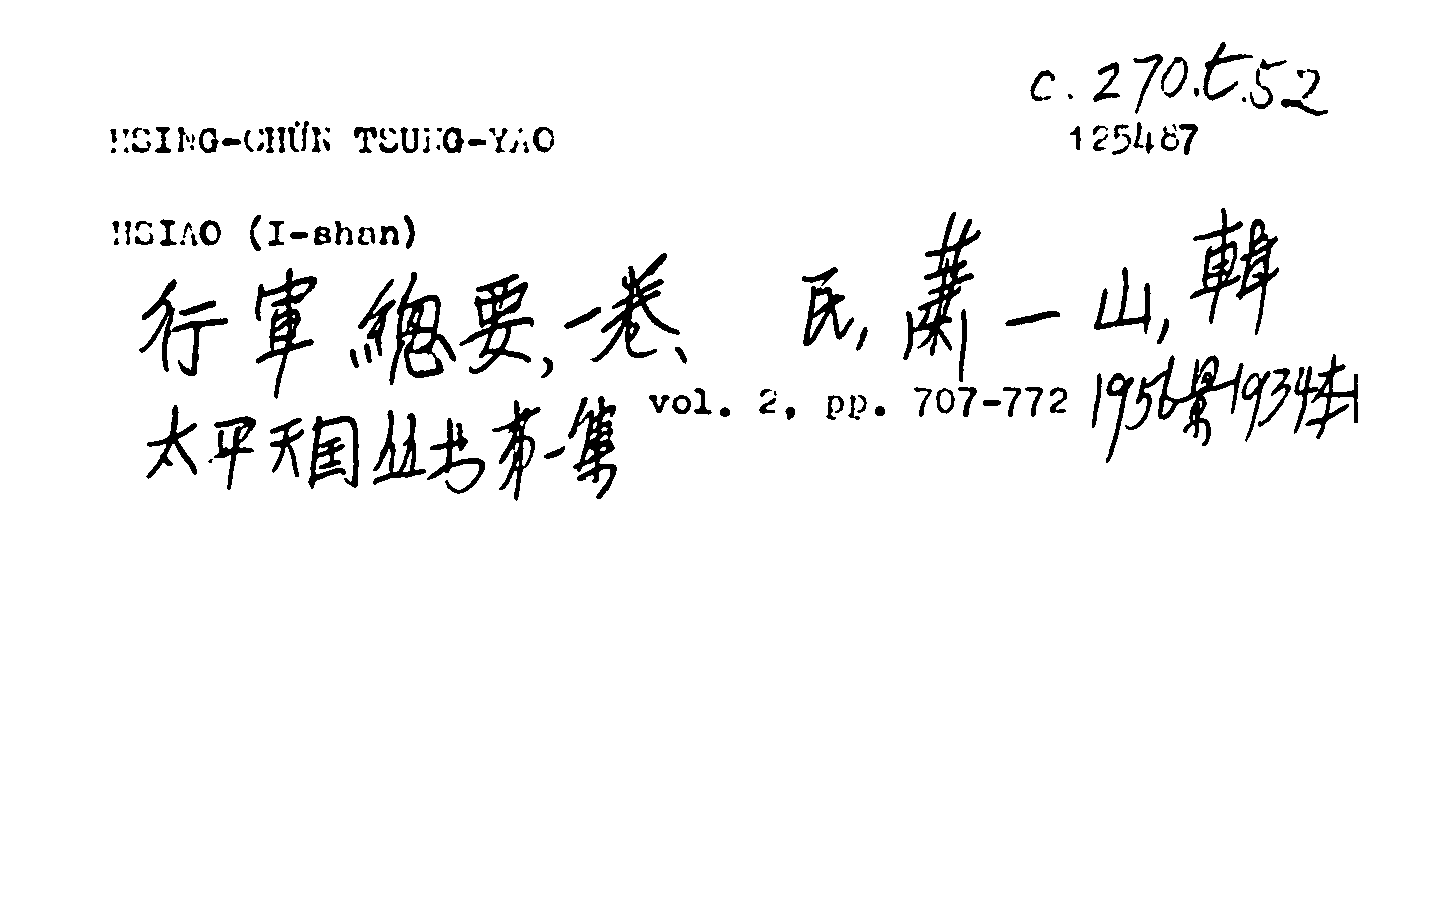 c.270.t.52
HSING-CHÜN TSUNG-YAO
125467
HSIAO (I-shan)
行軍總要,一卷、 民,蕭一山,輯
vol. 2, pp. 707-772 1956景1934本
太平天国丛书第一集